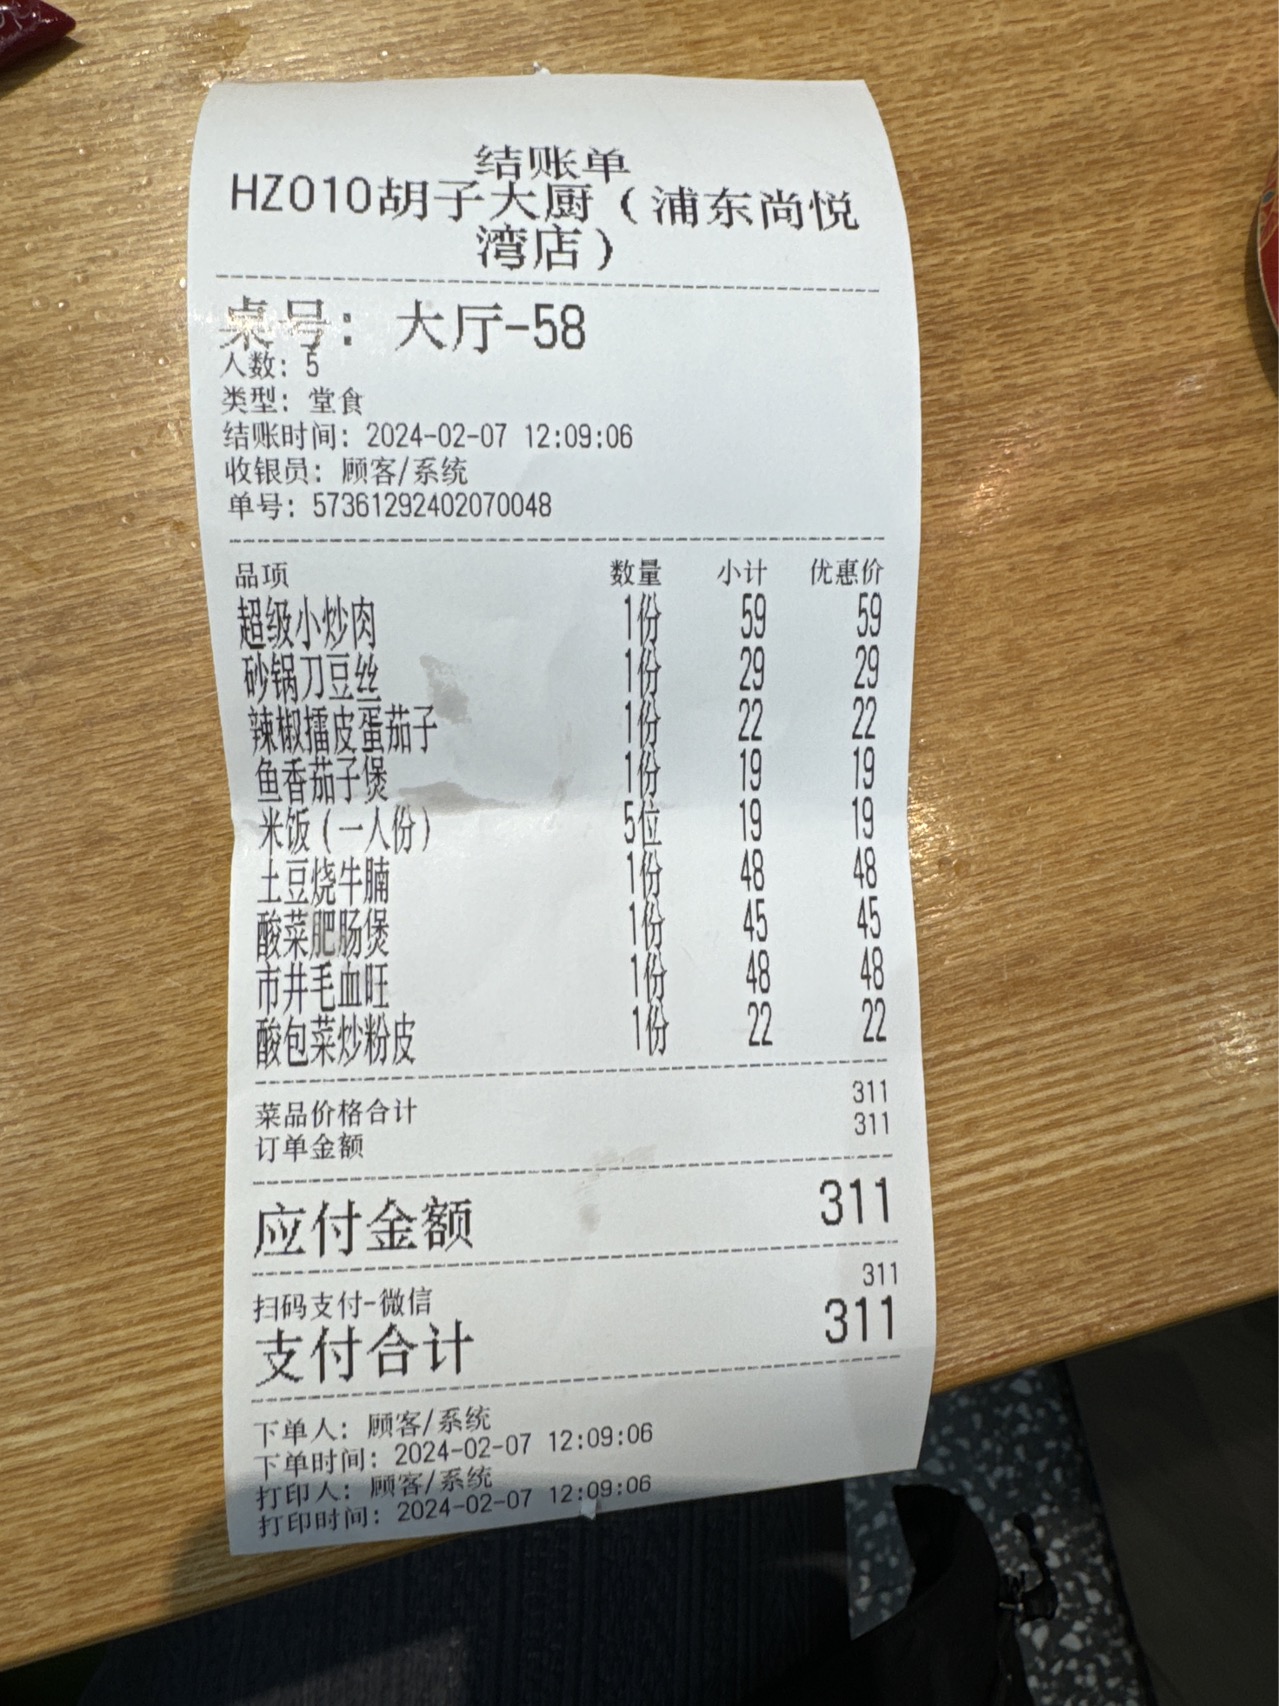 结账单
HZ010胡子大厨（浦东尚悦
湾店）
桌号：大厅-58
人数：5
类型：堂食
结账时间：2024-02-07 12:09:06
收银员：顾客/系统
单号：57361292402070048
品项 数量 小计 优惠价
超级小炒肉 1份 59 59
砂锅刀豆丝 1份 29 29
辣椒擂皮蛋茄子 1份 22 22
鱼香茄子煲 1份 19 19
米饭（一人份） 5位 19 19
土豆烧牛腩 1份 48 48
酸菜肥肠煲 1份 45 45
市井毛血旺 1份 48 48
酸包菜炒粉皮 1份 22 22
菜品价格合计 311
订单金额 311
应付金额 311
扫码支付-微信 311
支付合计 311
下单人：顾客/系统
下单时间：2024-02-07 12:09:06
打印人：顾客/系统
打印时间：2024-02-07 12:09:06